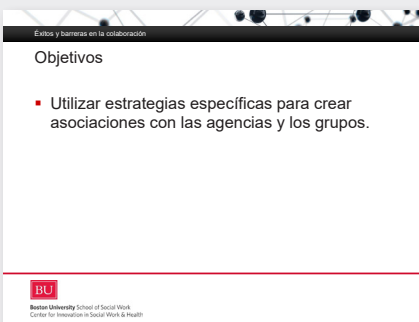 Éxitos y barreras en la colaboración
Objetivos
▪ Utilizar estrategias específicas para crear
asociaciones con las agencias y los grupos.
BU
Boston University School of Social Work
Center for Innovation in Social Work & Health